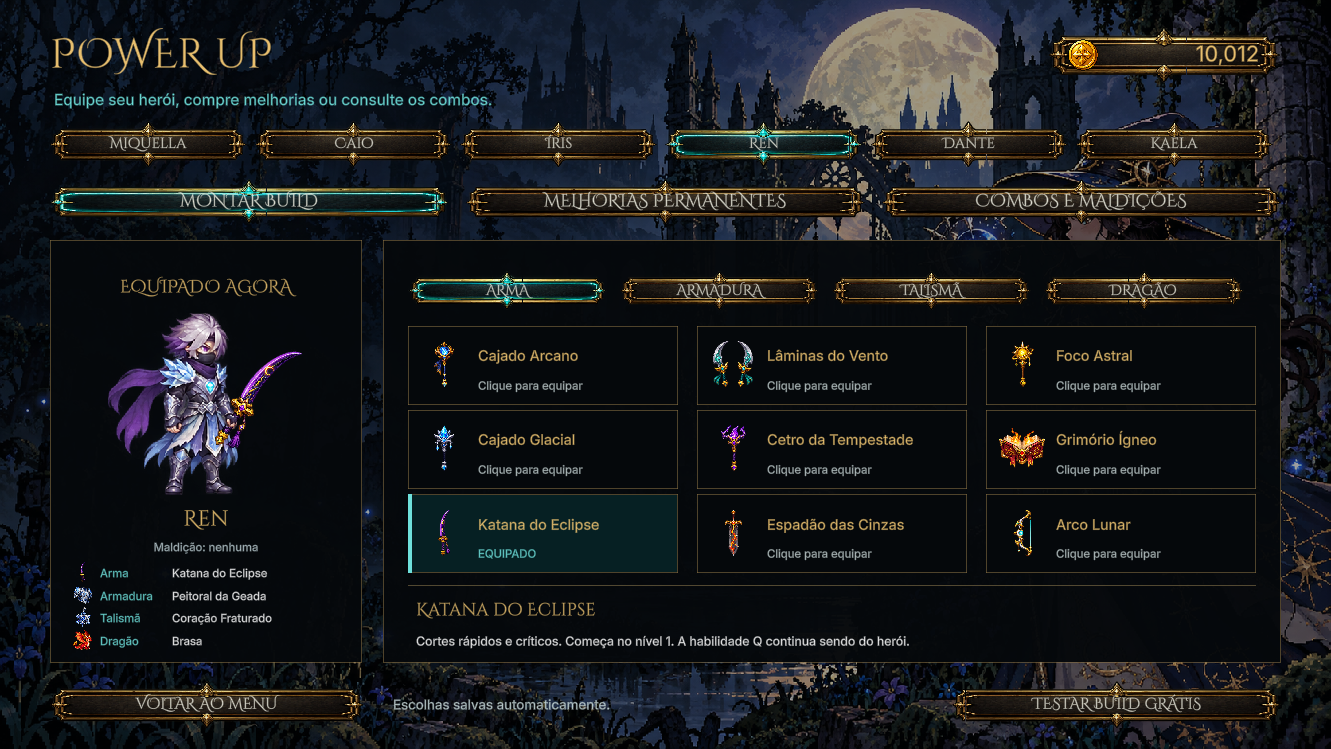 POWER UP
10,012
Equipe seu herói, compre melhorias ou consulte os combos.
MIQUELLA
CAIO
IRIS
REN
DANTE
KAELA
MONTAR BUILD
MELHORIAS PERMANENTES
COMBOS E MALDIÇÕES
EQUIPADO AGORA
ARMA
ARMADURA
TALISMÃ
DRAGÃO
Cajado Arcano
Clique para equipar
Lâminas do Vento
Clique para equipar
Foco Astral
Clique para equipar
Cajado Glacial
Clique para equipar
Cetro da Tempestade
Clique para equipar
Grimório Ígneo
Clique para equipar
Katana do Eclipse
EQUIPADO
Espadão das Cinzas
Clique para equipar
Arco Lunar
Clique para equipar
REN
Maldição: nenhuma
Arma Katana do Eclipse
Armadura Peitoral da Geada
Talismã Coração Fraturado
Dragão Brasa
KATANA DO ECLIPSE
Cortes rápidos e críticos. Começa no nível 1. A habilidade Q continua sendo do herói.
VOLTAR AO MENU
Escolhas salvas automaticamente.
TESTAR BUILD GRÁTIS